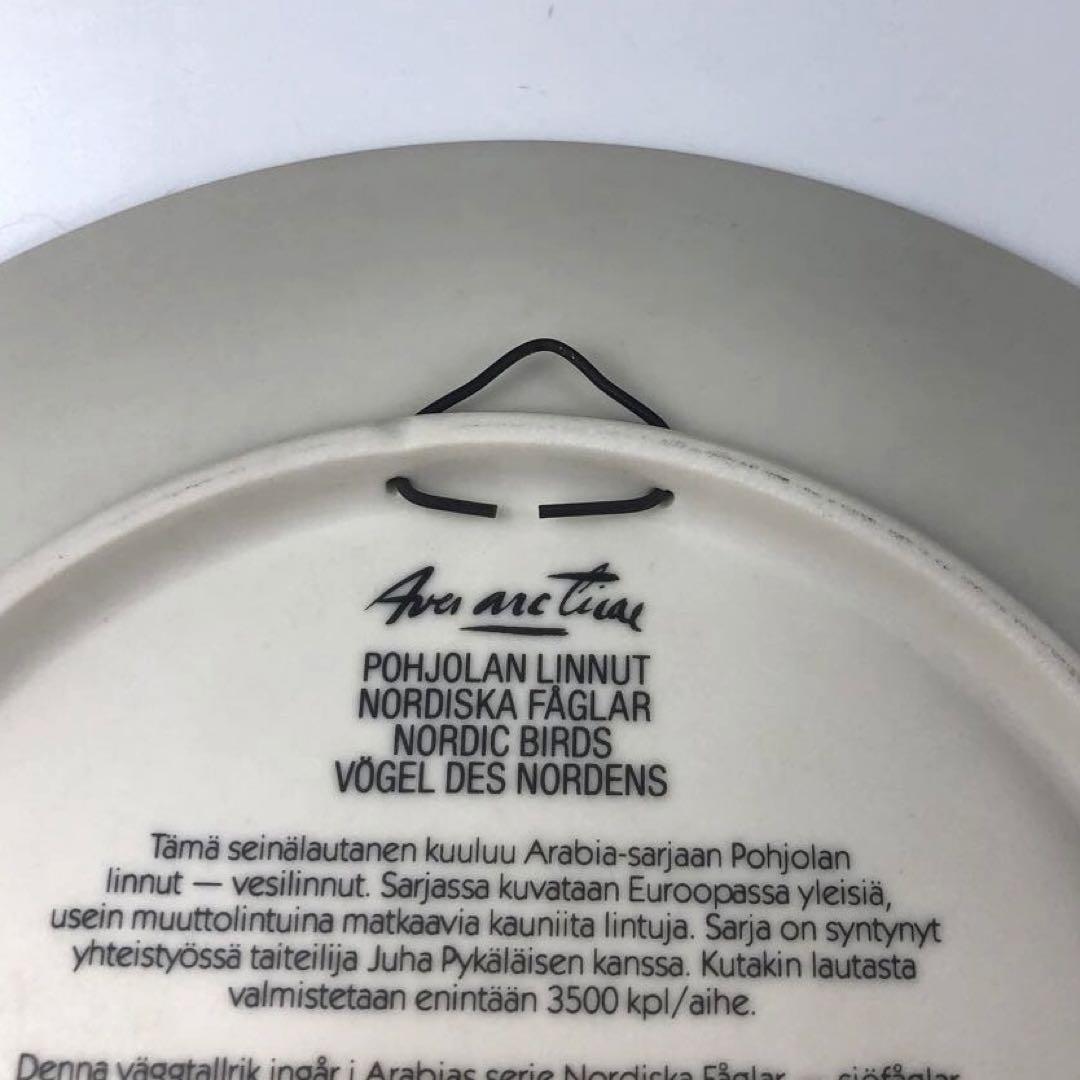 Aves arcticae
POHJOLAN LINNUT
NORDISKA FÅGLAR
NORDIC BIRDS
VÖGEL DES NORDENS
Tämä seinälautanen kuuluu Arabia-sarjaan Pohjolan
linnut — vesilinnut. Sarjassa kuvataan Euroopassa yleisiä,
usein muuttolintuina matkaavia kauniita lintuja. Sarja on syntynyt
yhteistyössä taiteilija Juha Pykäläisen kanssa. Kutakin lautasta
valmistetaan enintään 3500 kpl/aihe.
Denna väggtallrik ingår i Arabias serie Nordiska Fåglar — sjöfåglar